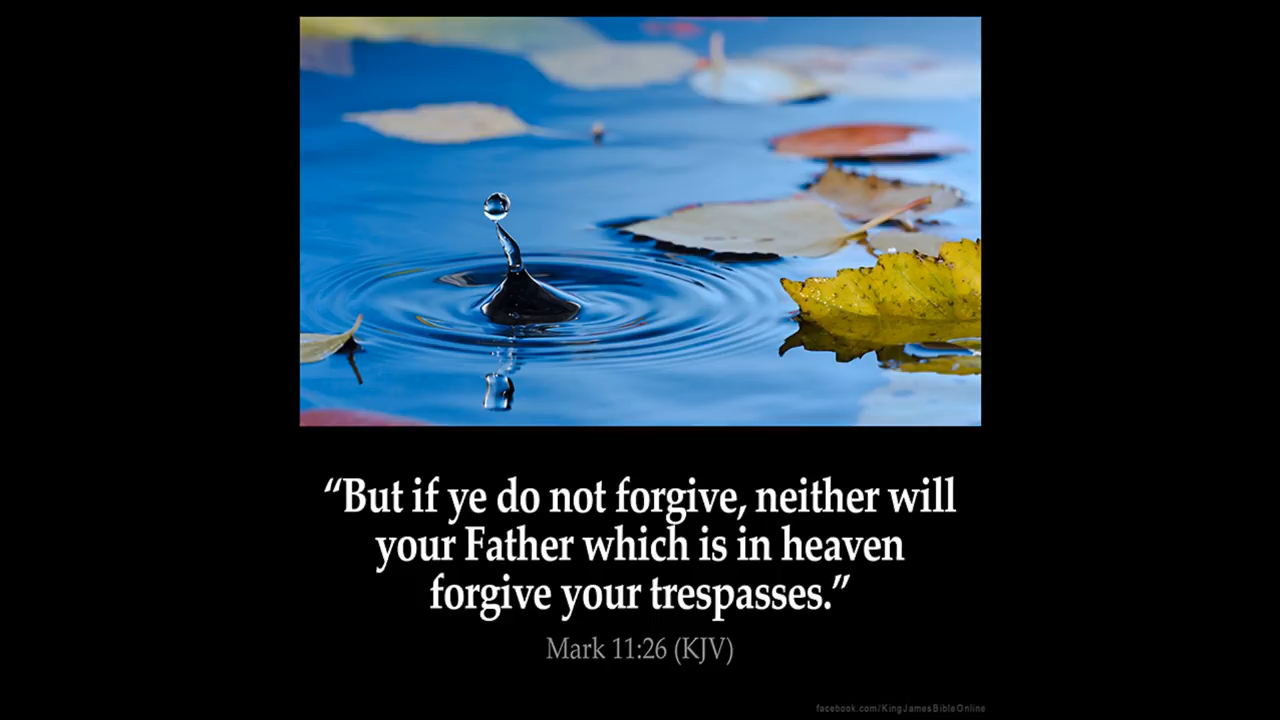 “But if ye do not forgive, neither will
your Father which is in heaven
forgive your trespasses.”
Mark 11:26 (KJV)
facebook.com/KingJamesBibleOnline